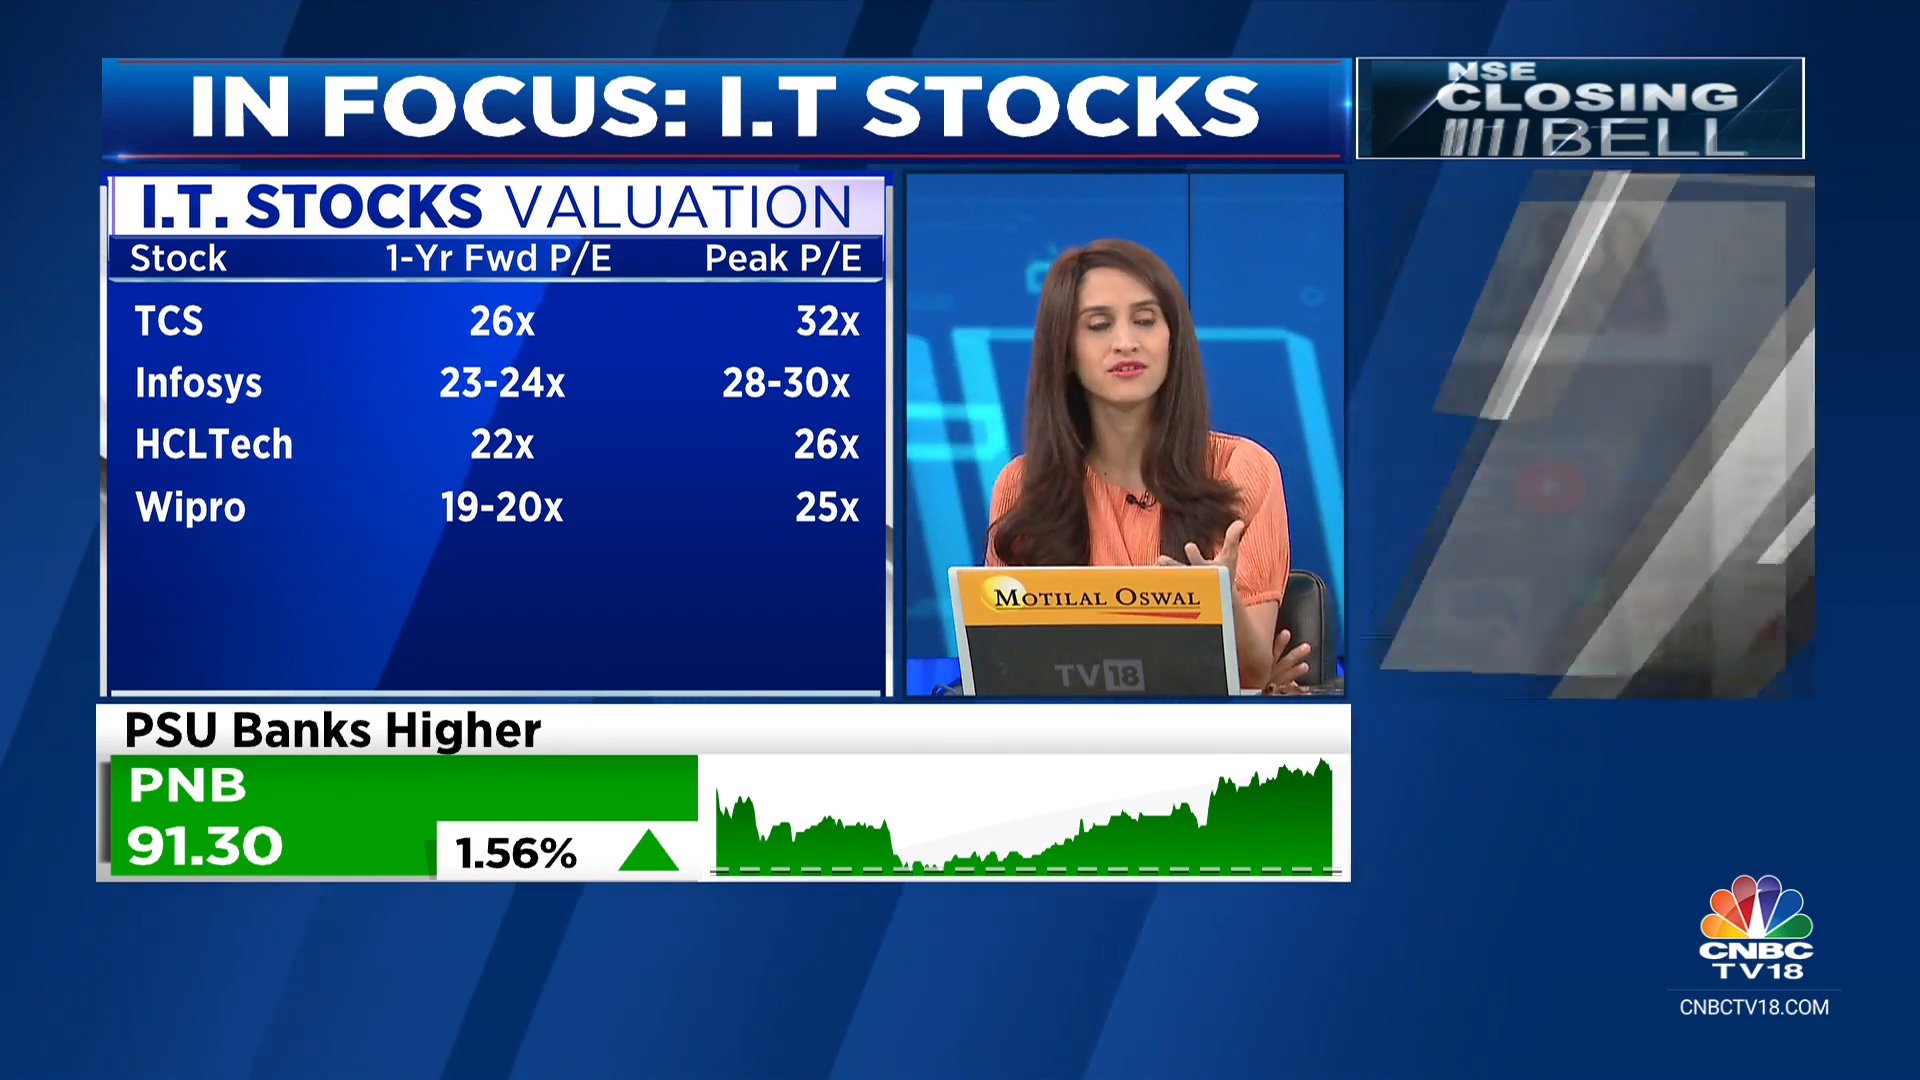 IN FOCUS: I.T STOCKS
NSE
CLOSING
BELL
I.T. STOCKS VALUATION
Stock 1-Yr Fwd P/E Peak P/E
TCS 26x 32x
Infosys 23-24x 28-30x
HCLTech 22x 26x
Wipro 19-20x 25x
MOTILAL OSWAL
TV18
PSU Banks Higher
PNB
91.30 1.56%
CNBC
TV18
CNBCTV18.COM